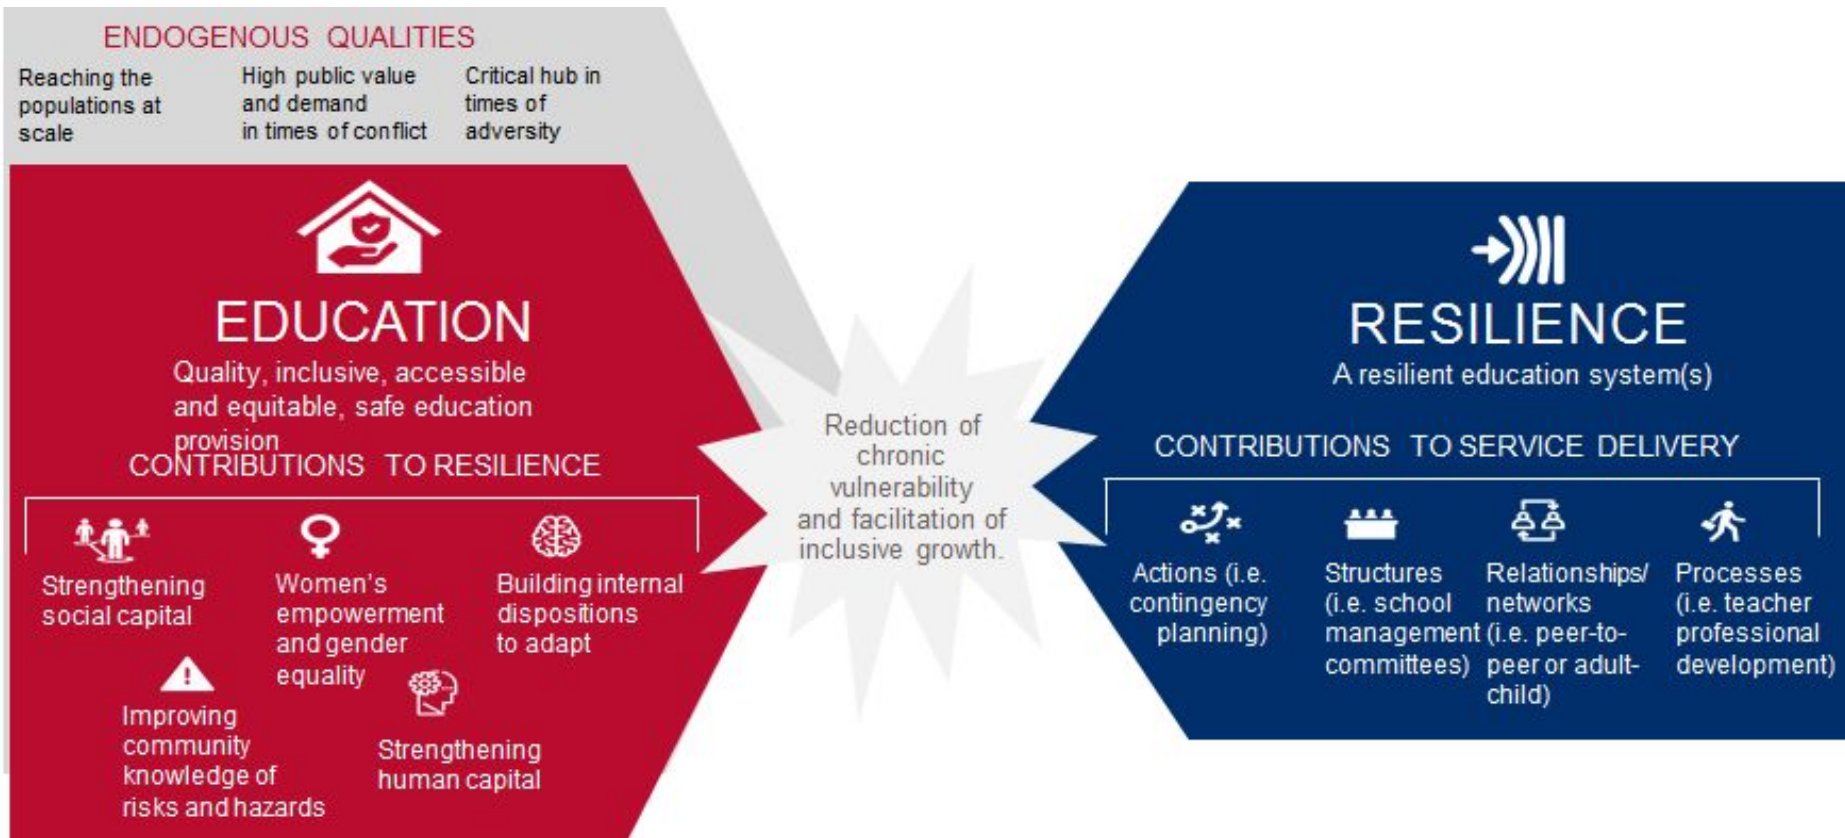 ENDOGENOUS QUALITIES
Reaching the
populations at
scale
High public value
and demand
in times of conflict
Critical hub in
times of
adversity
EDUCATION
Quality, inclusive, accessible
and equitable, safe education
provision
CONTRIBUTIONS TO RESILIENCE
Strengthening
social capital
Women's
empowerment
and gender
equality
Building internal
dispositions
to adapt
Improving
community
knowledge of
risks and hazards
Strengthening
human capital
Reduction of
chronic
vulnerability
and facilitation of
inclusive growth.
RESILIENCE
A resilient education system(s)
CONTRIBUTIONS TO SERVICE DELIVERY
Actions (i.e.
contingency
planning)
Structures
(i.e. school
management
committees)
Relationships/
networks
(i.e. peer-to-
peer or adult-
child)
Processes
(i.e. teacher
professional
development)